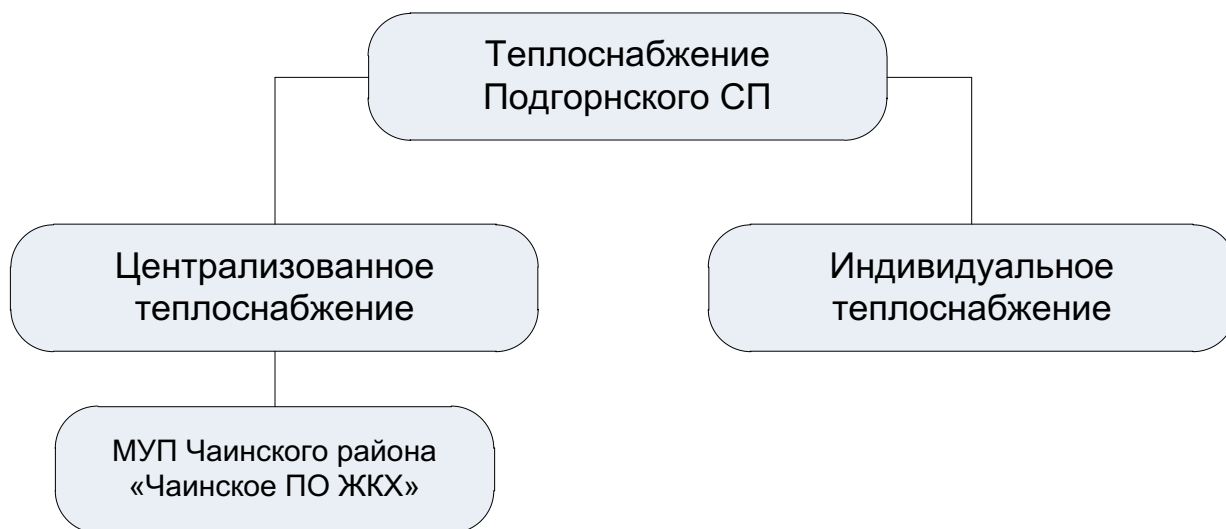 Теплоснабжение
Подгорнского СП
Централизованное
теплоснабжение
Индивидуальное
теплоснабжение
МУП Чаинского района
«Чаинское ПО ЖКХ»